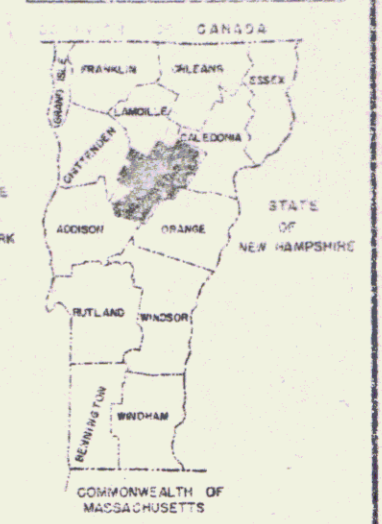 CANADA
GRAND ISLE
FRANKLIN
ORLEANS
ESSEX
LAMOILLE
CHITTENDEN
CALEDONIA
STATE
OF
NEW HAMPSHIRE
ADDISON
ORANGE
RK
RUTLAND
WINDSOR
BENNINGTON
WINDHAM
COMMONWEALTH OF
MASSACHUSETTS